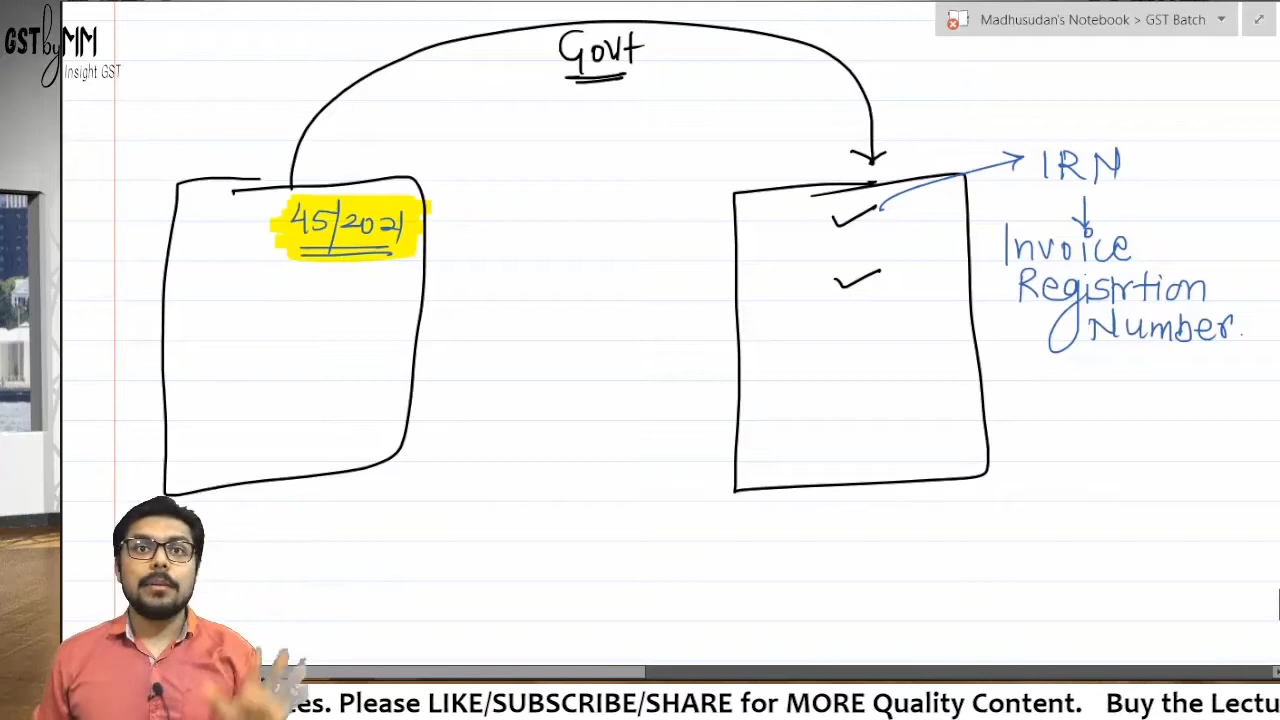 GST by MM
Insight GST
Madhusudan's Notebook > GST Batch
Govt
45/2021
IRN
Invoice
Registrtion
Number.
es. Please LIKE/SUBSCRIBE/SHARE for MORE Quality Content. Buy the Lectu